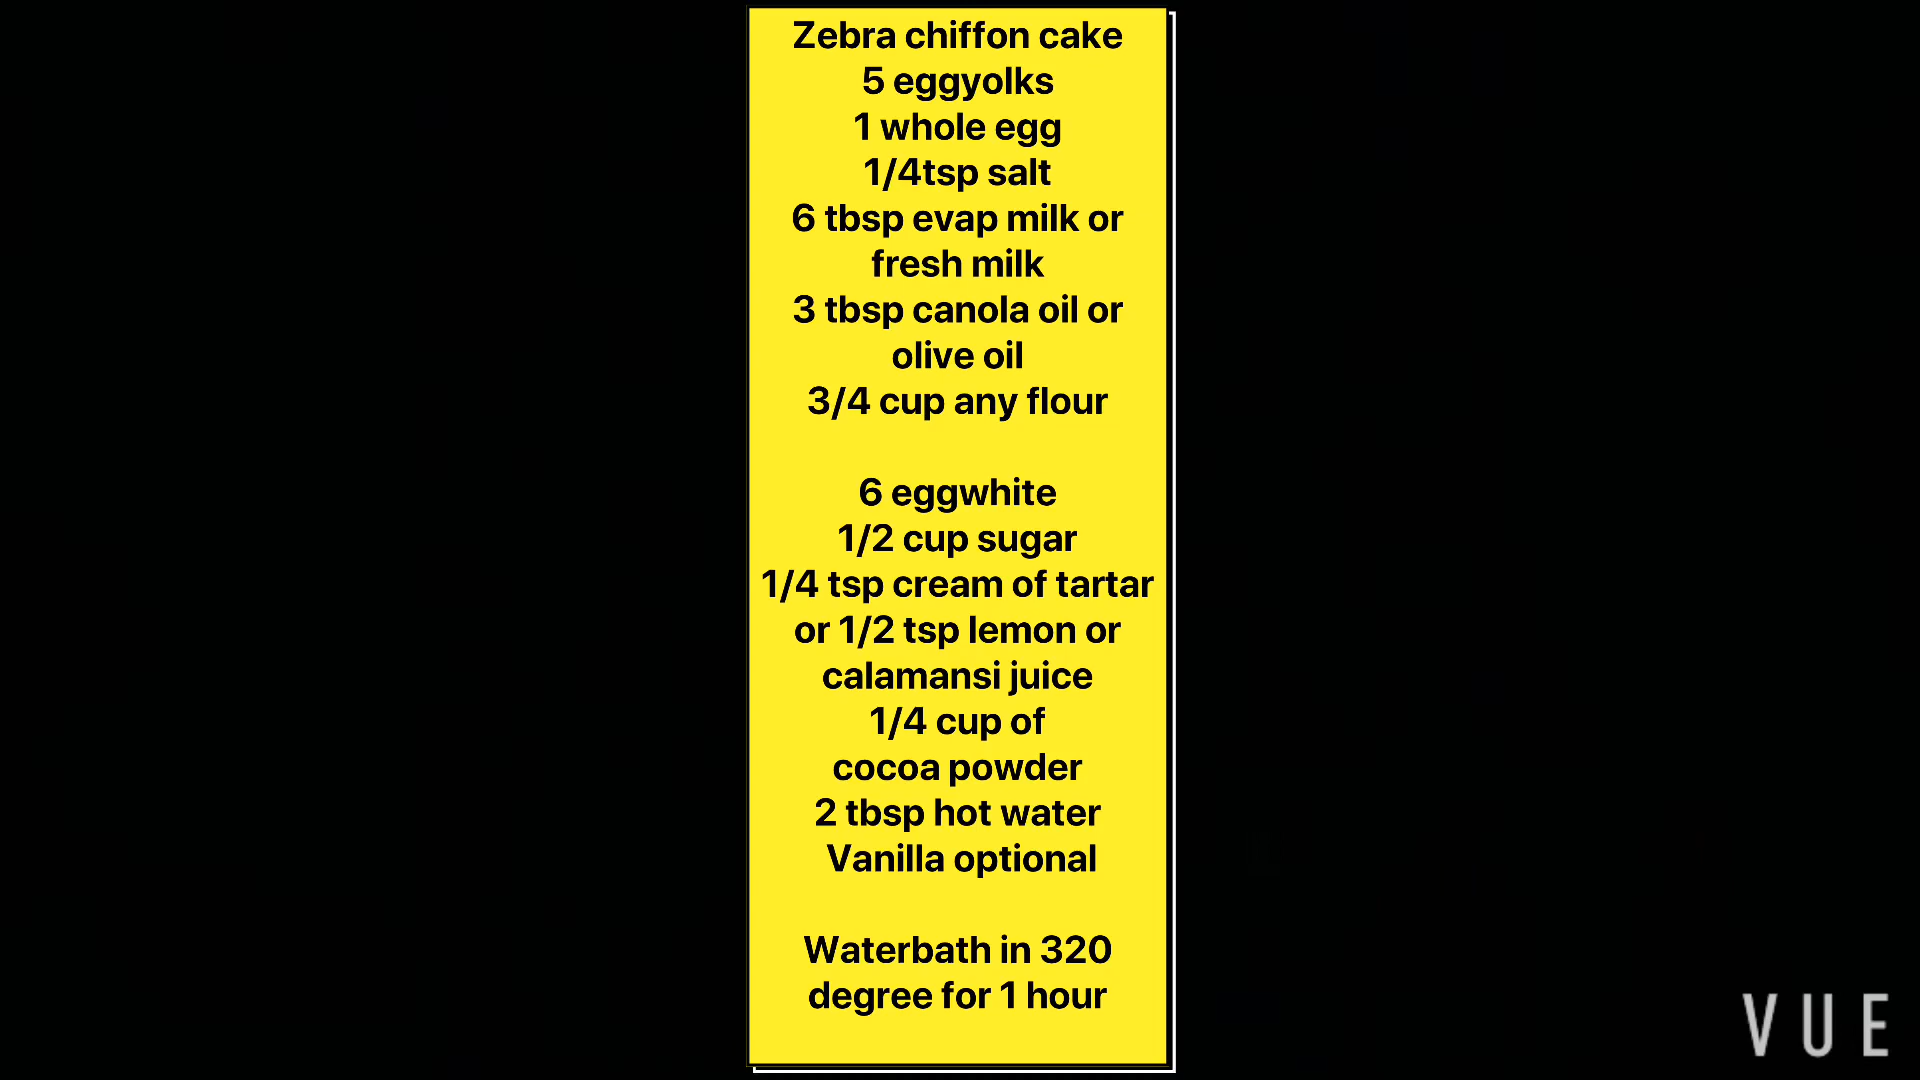 Zebra chiffon cake
5 eggyolks
1 whole egg
1/4tsp salt
6 tbsp evap milk or
fresh milk
3 tbsp canola oil or
olive oil
3/4 cup any flour
6 eggwhite
1/2 cup sugar
1/4 tsp cream of tartar
or 1/2 tsp lemon or
calamansi juice
1/4 cup of
cocoa powder
2 tbsp hot water
Vanilla optional
Waterbath in 320
degree for 1 hour
VUE